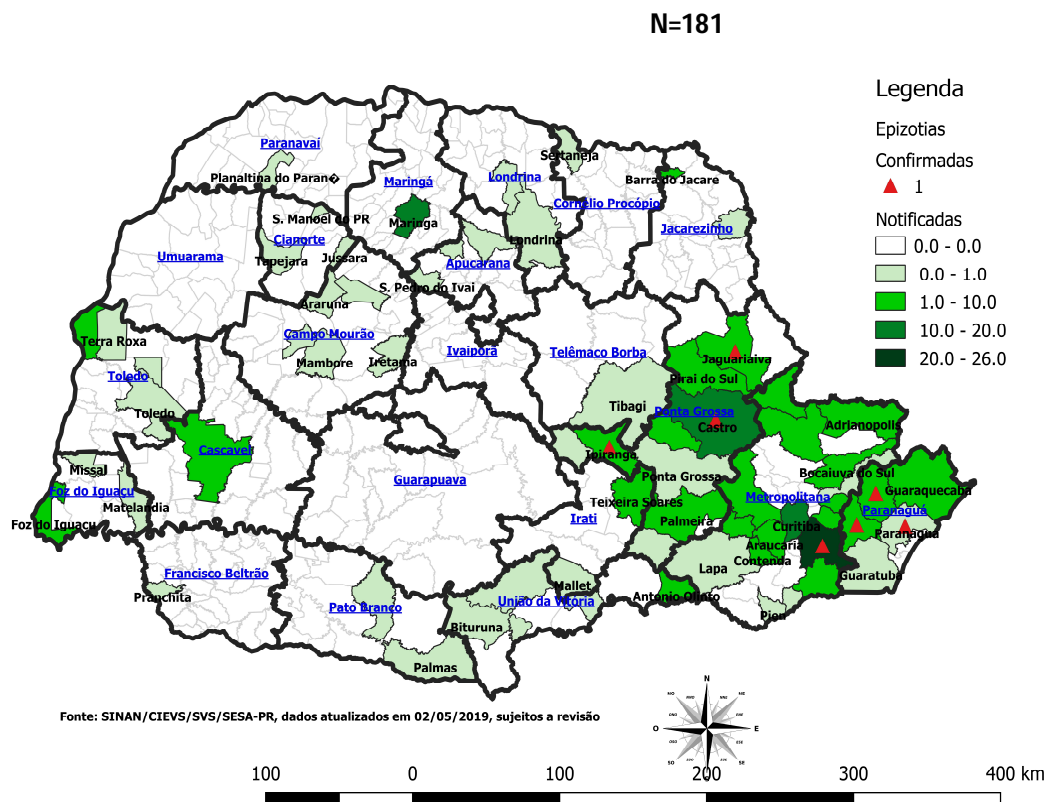 N=181
Legenda
Epizotias
Confirmadas
1
Notificadas
0.0 - 0.0
0.0 - 1.0
1.0 - 10.0
10.0 - 20.0
20.0 - 26.0
Paranavaí
Planaltina do Paran�
Maringá
Maringa
Londrina
Londrina
Sertaneja
Cornélio Procópio
Barra do Jacare
Jacarezinho
S. Manoel do PR
Cianorte
Tapejara
Jussara
Umuarama
Apucarana
S. Pedro do Ivai
Araruna
Campo Mourão
Mambore
Iretama
Ivaiporã
Telêmaco Borba
Jaguariaiva
Pirai do Sul
Terra Roxa
Toledo
Toledo
Tibagi
Ponta Grossa
Castro
Adrianopolis
Cascavel
Ipiranga
Missal
Foz do Iguaçu
Matelandia
Foz do Iguaçu
Guarapuava
Ponta Grossa
Bocaiuva do Sul
Guaraqueçaba
Metropolitana
Paranaguá
Paranagua
Teixeira Soares
Irati
Palmeira
Curitiba
Araucaria
Contenda
Lapa
Guaratuba
Francisco Beltrão
Pranchita
Pato Branco
União da Vitória
Mallet
Antonio Olinto
Pien
Bituruna
Palmas
Fonte: SINAN/CIEVS/SVS/SESA-PR, dados atualizados em 02/05/2019, sujeitos a revisão
N
NO
NE
O
E
SO
SE
S
100 0 100 200 300 400 km